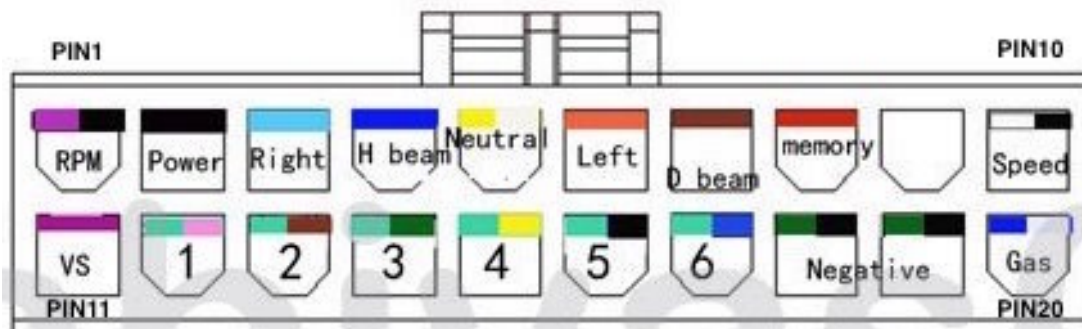 PIN1 PIN10
RPM Power Right H beam Neutral Left D beam memory Speed
VS 1 2 3 4 5 6 Negative Gas
PIN11 PIN20